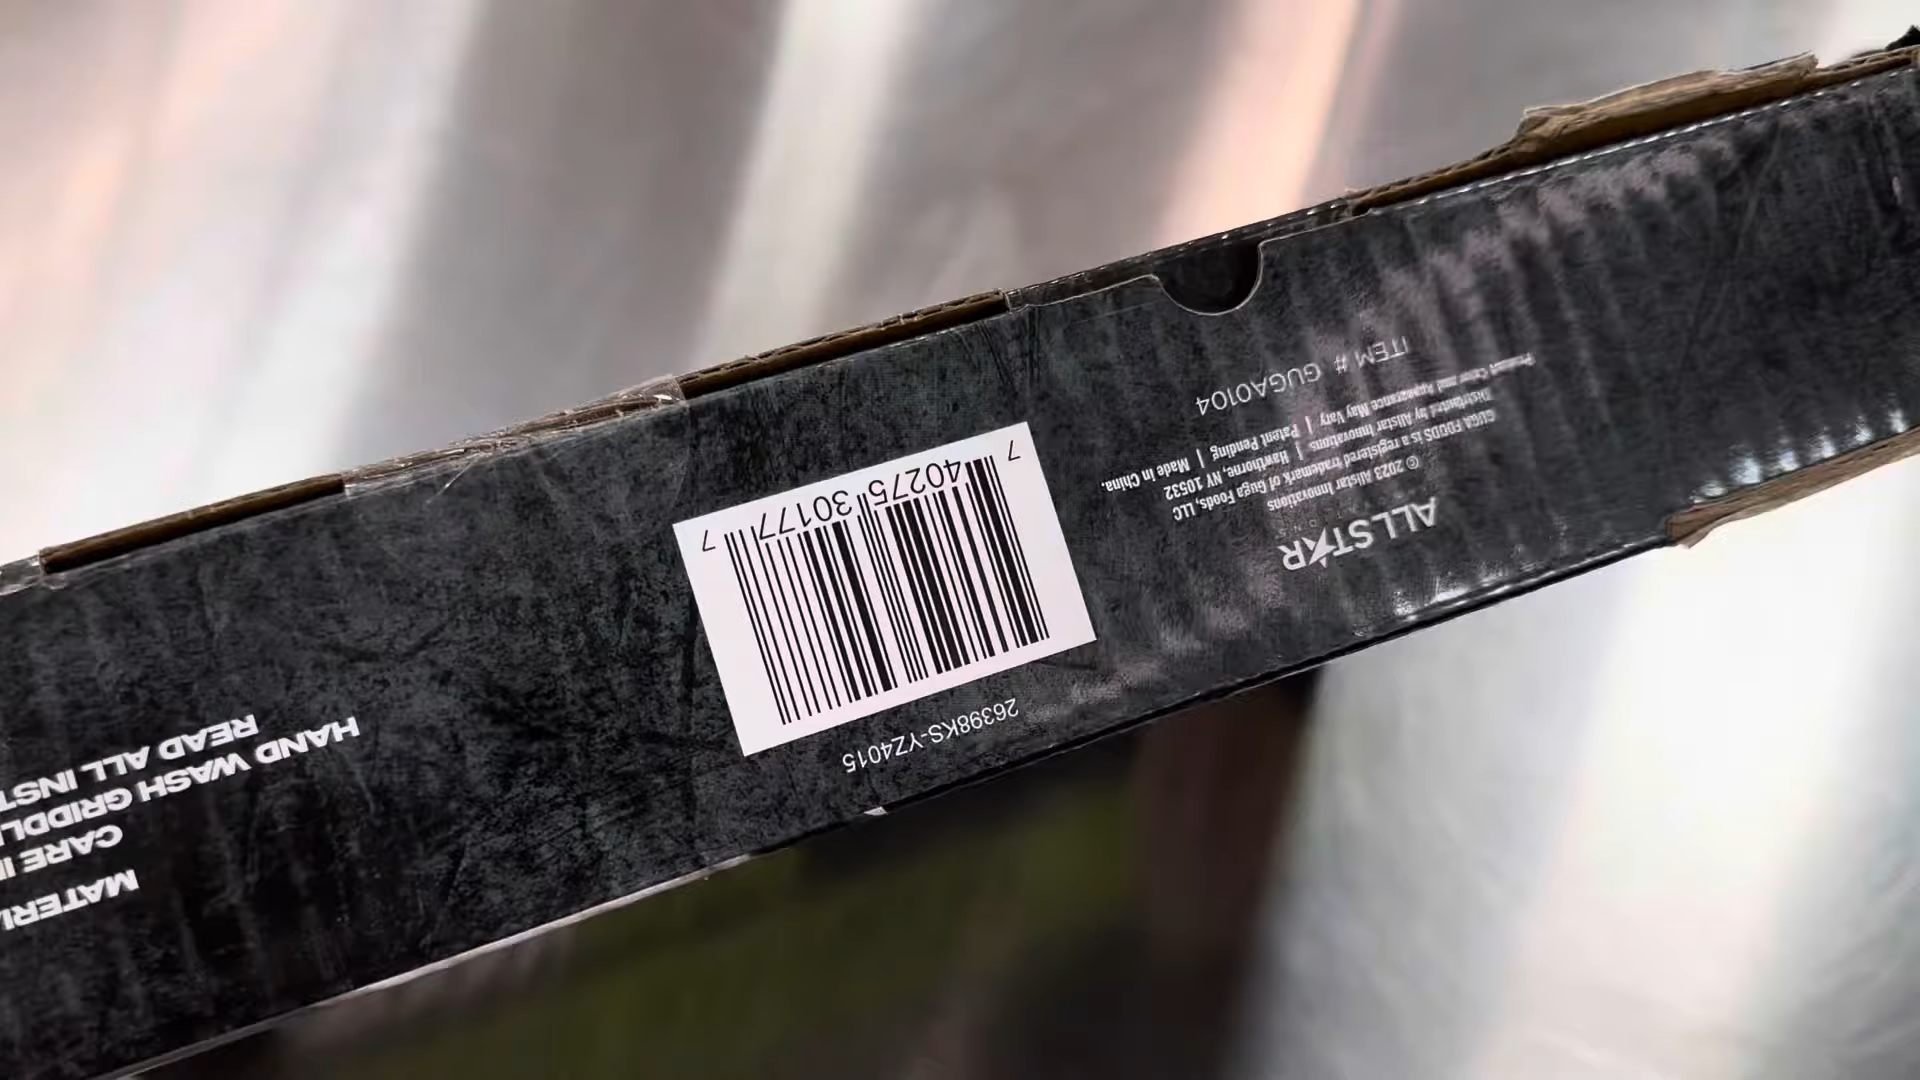 ALLSTAR
© 2023 Allstar Innovations
GUGA FOODS is a registered trademark of Guga Foods, LLC
Distributed by Allstar Innovations | Hawthorne, NY 10532
Product Color and Appearance May Vary | Patent Pending | Made in China.
ITEM # GUGA0104
26398KS-YZ4015
7 40275 30177 7
MATERI
CARE I
HAND WASH GRIDDL
READ ALL INST